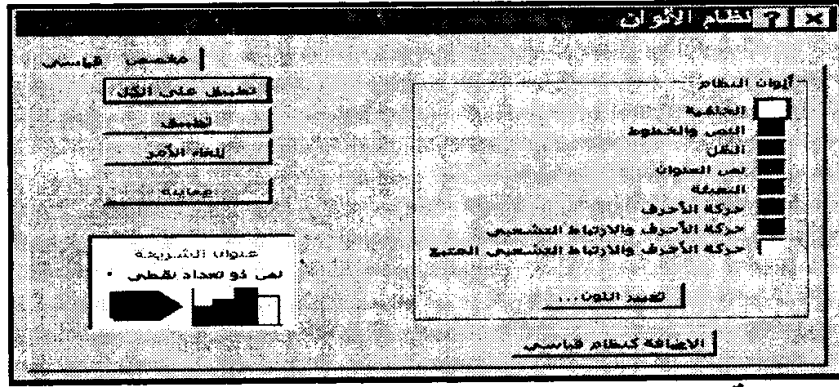 نظام الألوان
قياسي مخصص
ألوان النظام
الخلفية
النص والخطوط
الظل
نص العنوان
التعبئة
حركة الأحرف
حركة الأحرف والارتباط التشعبي
حركة الأحرف والارتباط التشعبي المتبع
تغيير اللون...
الإضافة كنظام قياسي
تطبيق على الكل
تطبيق
إلغاء الأمر
معاينة
عنوان الشريحة
نص ذو تعداد نقطي